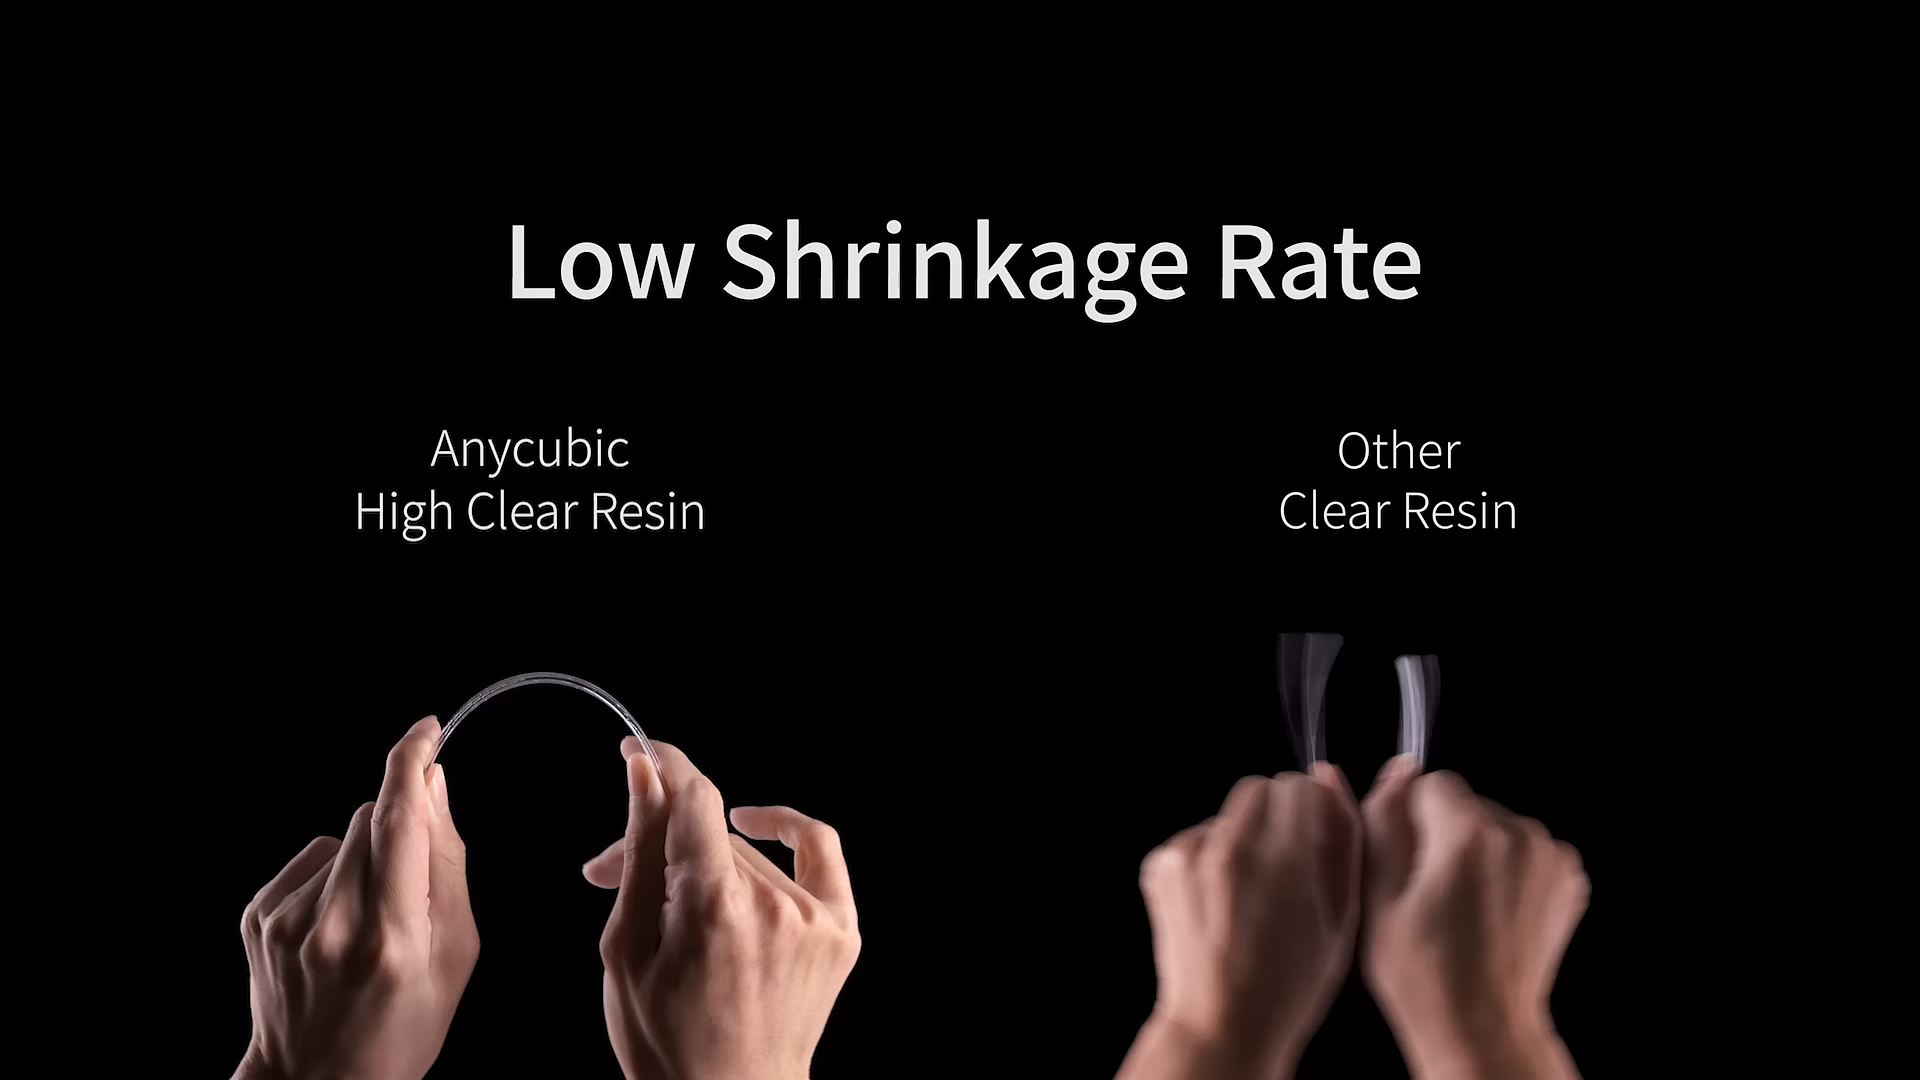 Low Shrinkage Rate
Anycubic
High Clear Resin
Other
Clear Resin